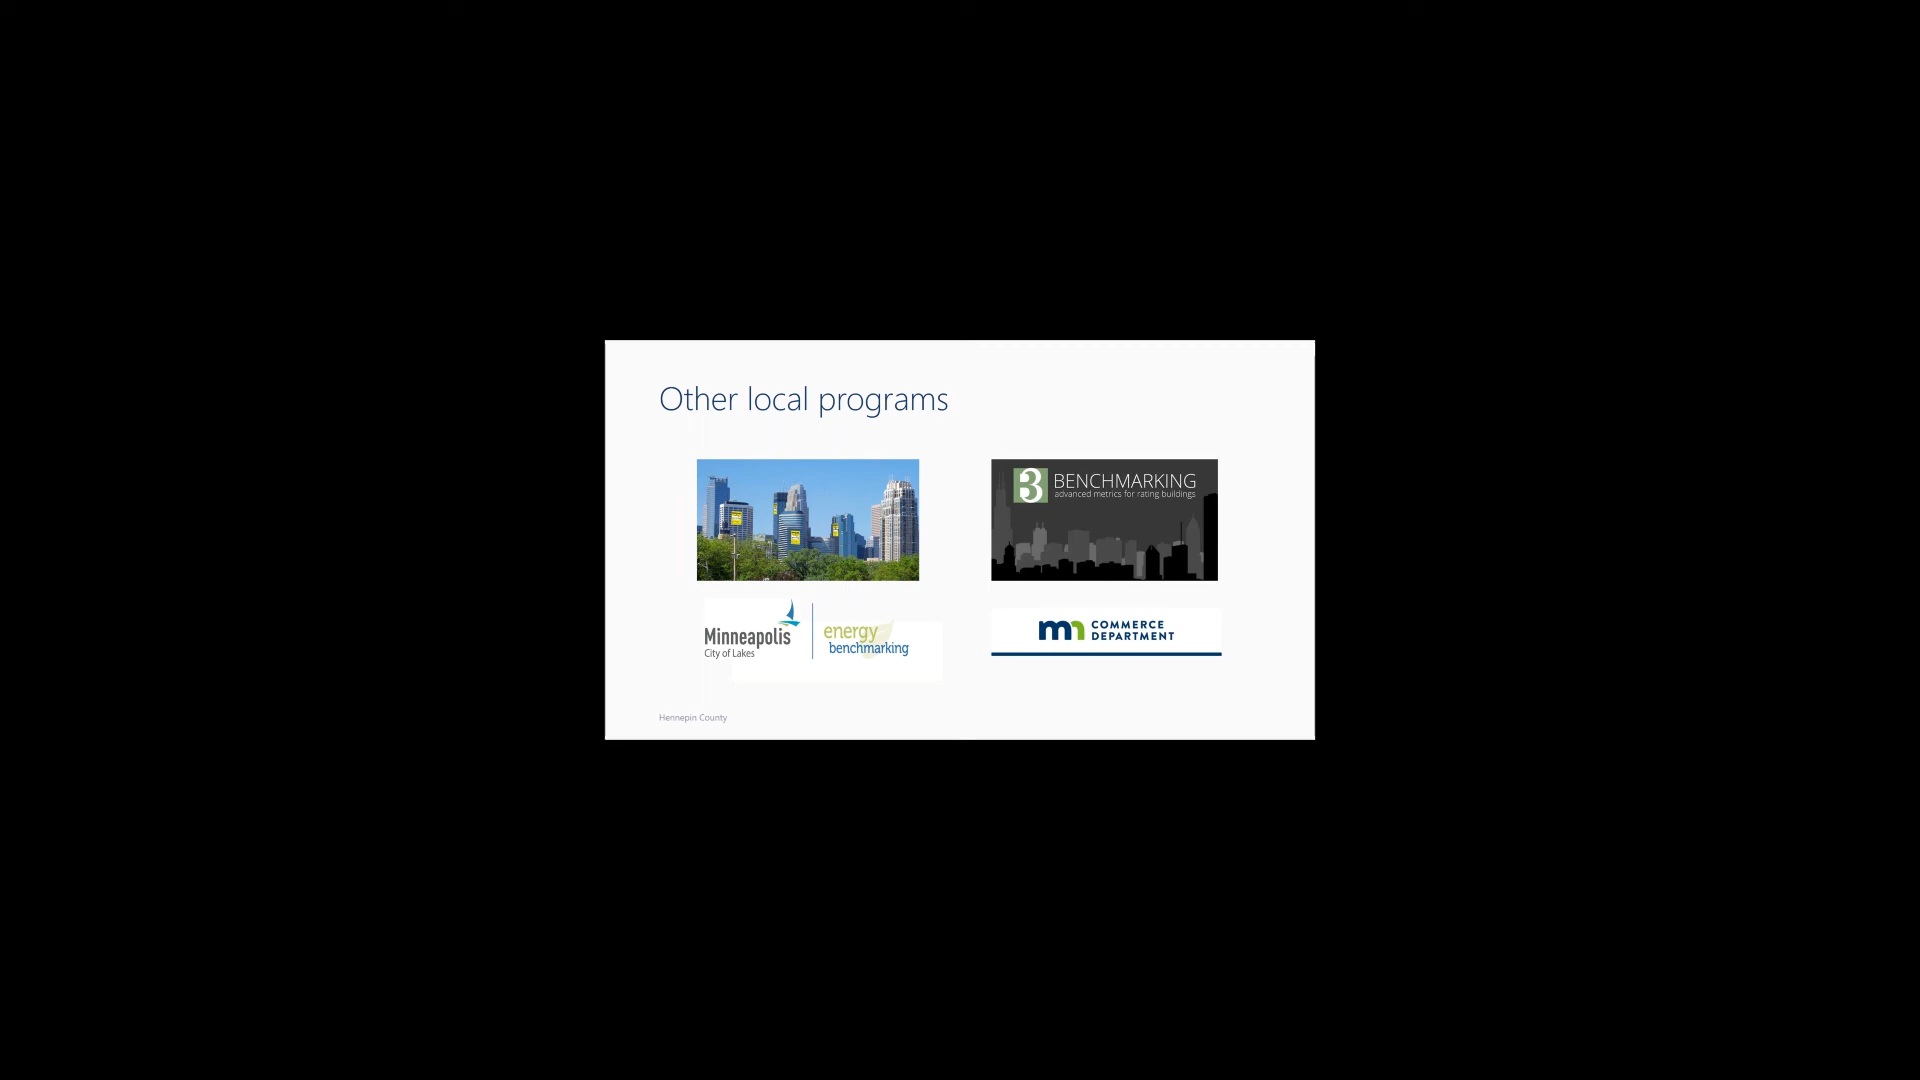 Other local programs
B3 BENCHMARKING
advanced metrics for rating buildings
Minneapolis
City of Lakes
energy
benchmarking
mn COMMERCE
DEPARTMENT
Hennepin County